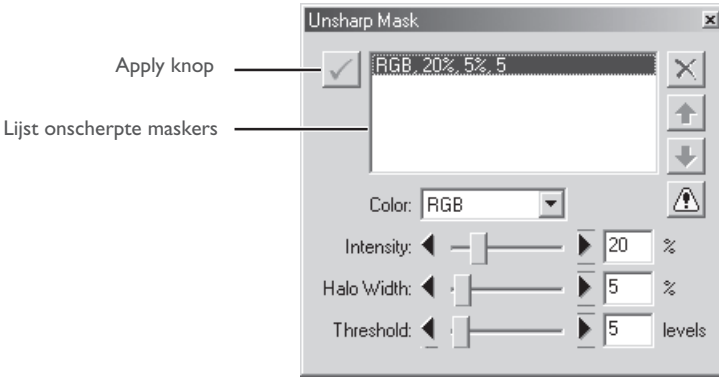 Unsharp Mask
Apply knop
RGB, 20%, 5%, 5
Lijst onscherpte maskers
Color: RGB
Intensity: 20 %
Halo Width: 5 %
Threshold: 5 levels